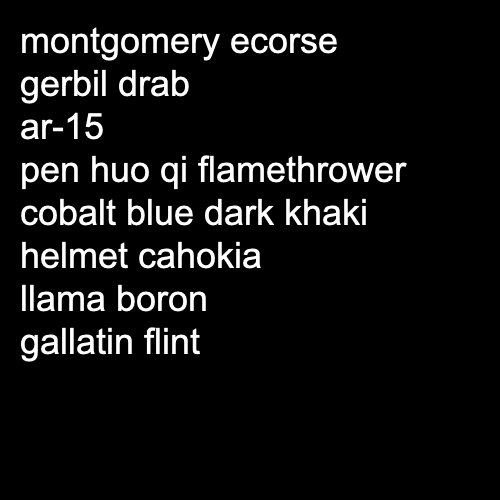 montgomery ecorse
gerbil drab
ar-15
pen huo qi flamethrower
cobalt blue dark khaki
helmet cahokia
llama boron
gallatin flint